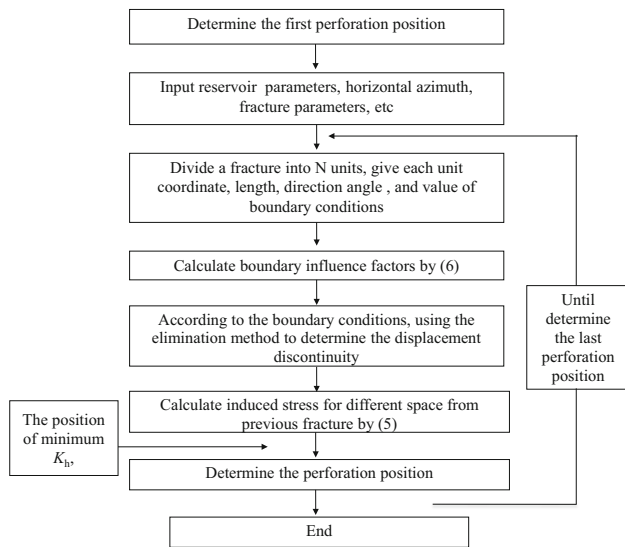 Determine the first perforation position
Input reservoir parameters, horizontal azimuth,
fracture parameters, etc
Divide a fracture into N units, give each unit
coordinate, length, direction angle , and value of
boundary conditions
Calculate boundary influence factors by (6)
According to the boundary conditions, using the
elimination method to determine the displacement
discontinuity
Until
determine
the last
perforation
position
Calculate induced stress for different space from
previous fracture by (5)
The position
of minimum
Kh,
Determine the perforation position
End